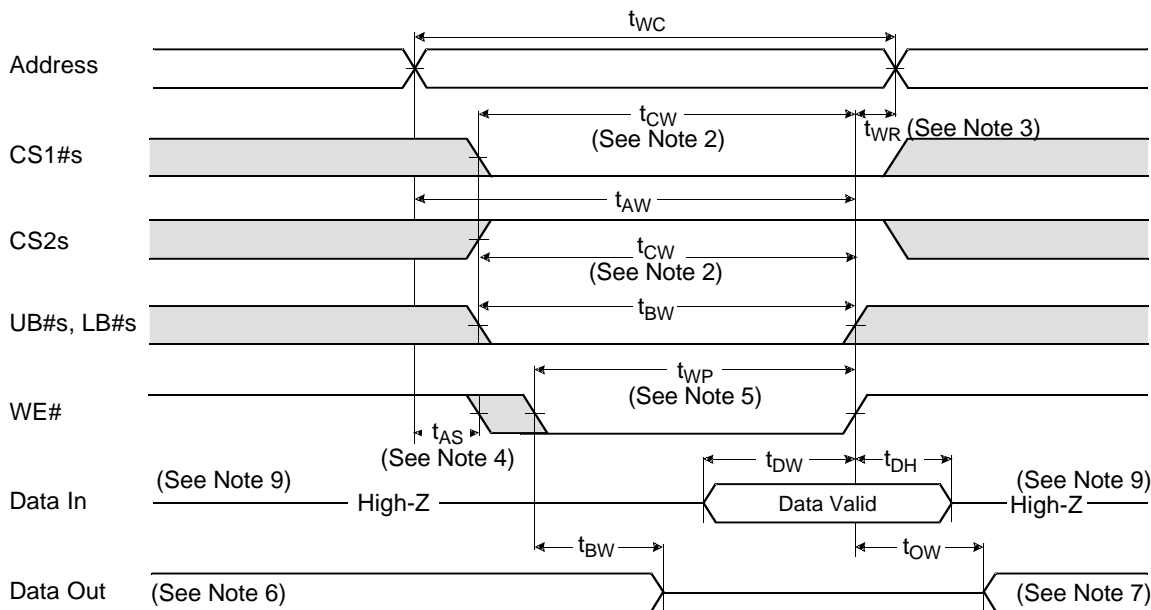 tWC
Address
tCW
(See Note 2)
tWR (See Note 3)
CS1#s
tAW
CS2s
tCW
(See Note 2)
tBW
UB#s, LB#s
tWP
(See Note 5)
WE#
tAS
(See Note 4)
tDW
tDH
(See Note 9)
(See Note 9)
Data In
High-Z
Data Valid
High-Z
tBW
tOW
Data Out
(See Note 6)
(See Note 7)